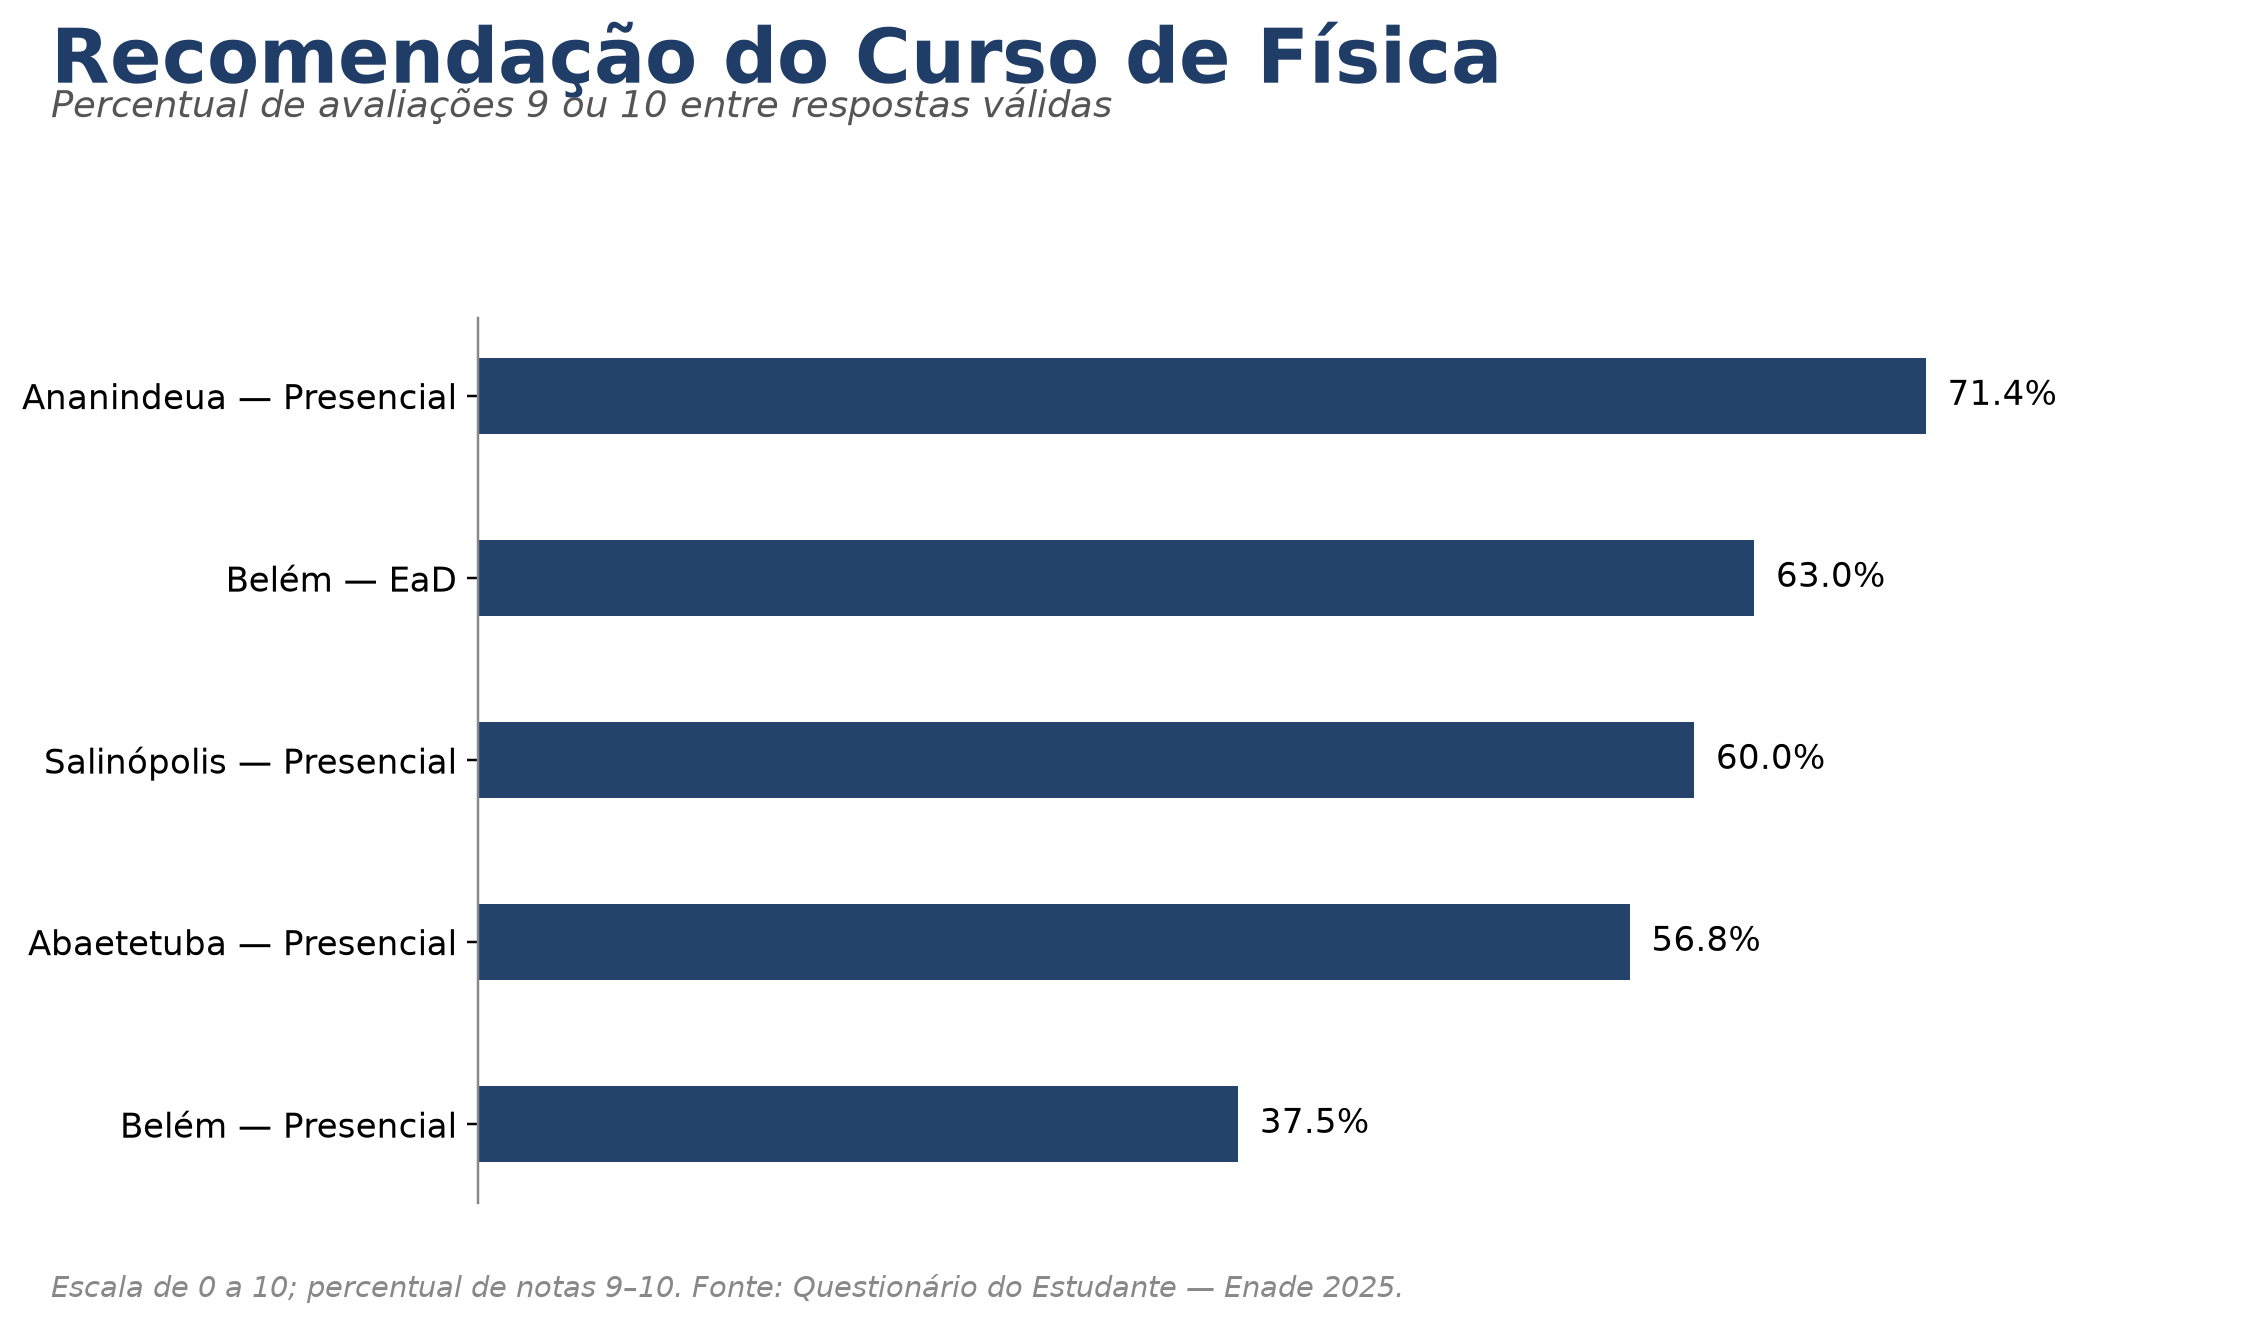 Recomendação do Curso de Física
Percentual de avaliações 9 ou 10 entre respostas válidas
Ananindeua — Presencial
71.4%
Belém — EaD
63.0%
Salinópolis — Presencial
60.0%
Abaetetuba — Presencial
56.8%
Belém — Presencial
37.5%
Escala de 0 a 10; percentual de notas 9–10. Fonte: Questionário do Estudante — Enade 2025.